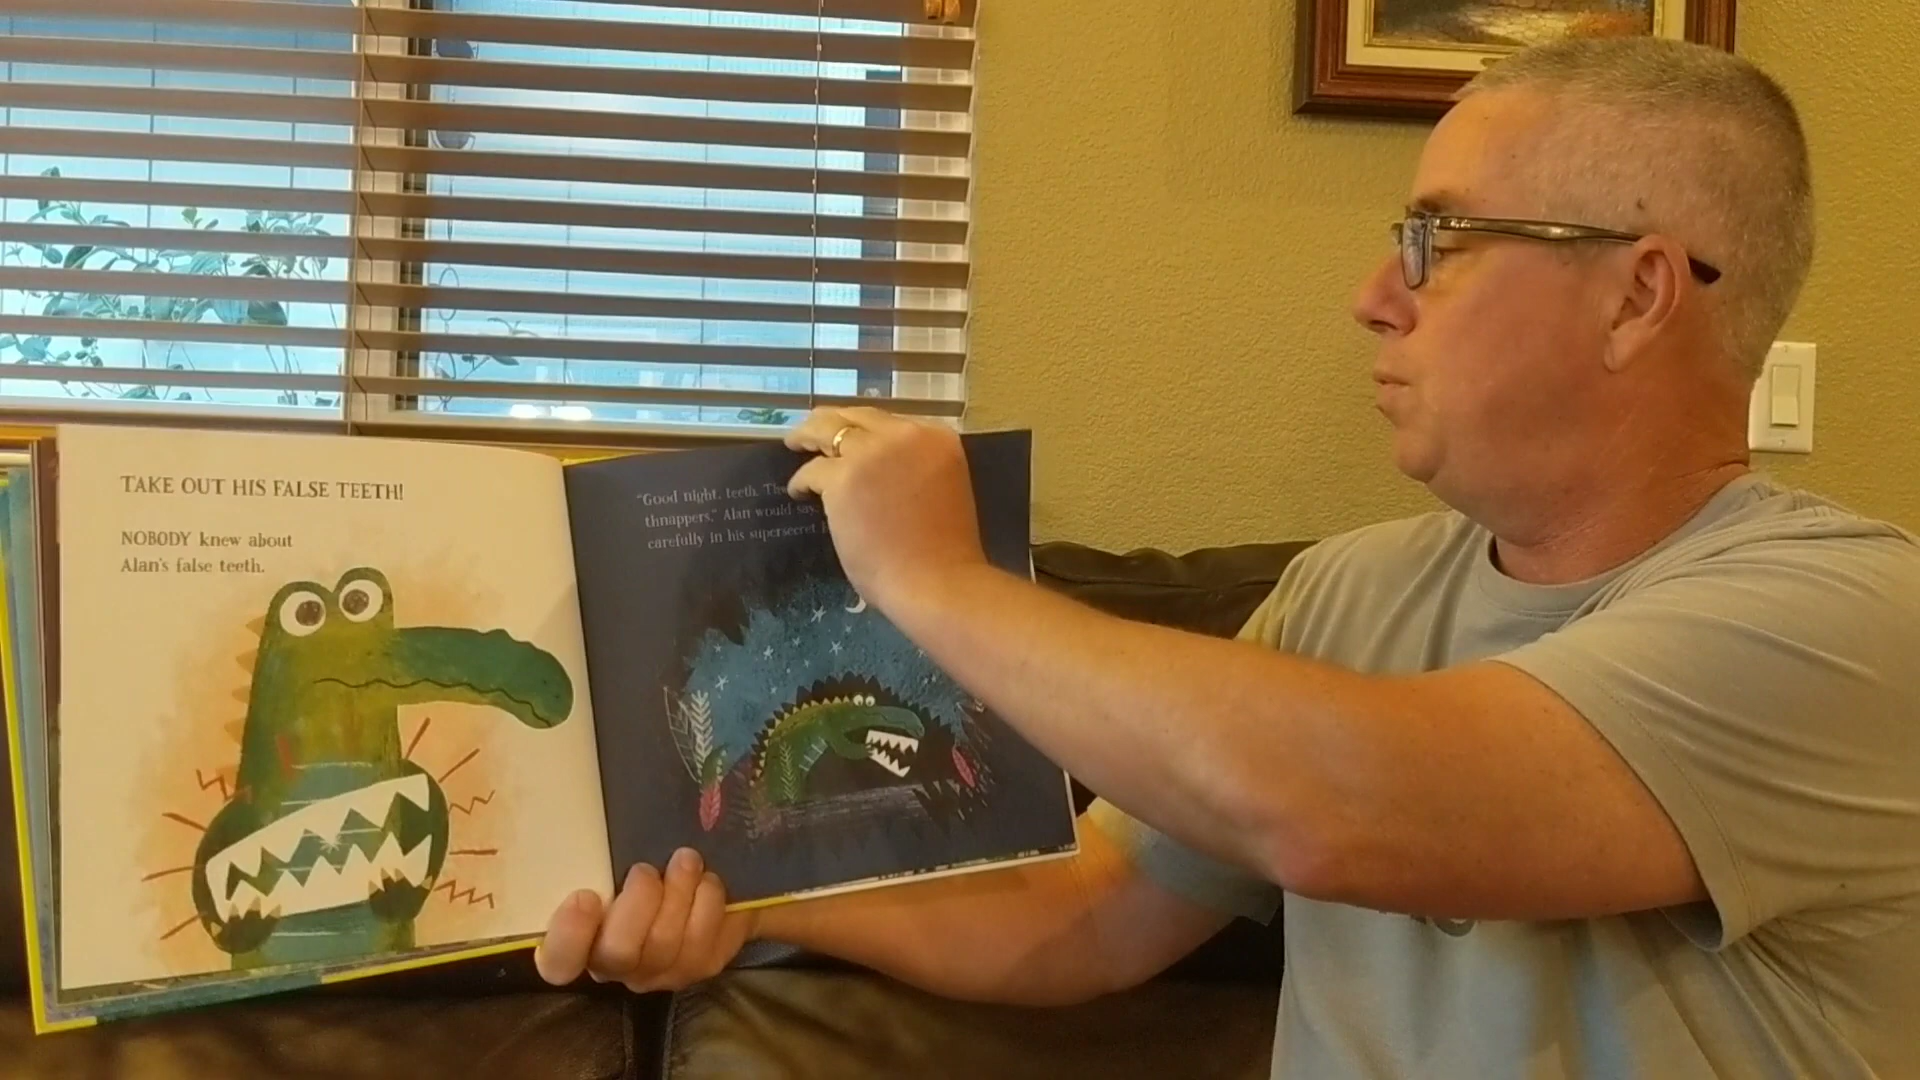 TAKE OUT HIS FALSE TEETH!
NOBODY knew about
Alan's false teeth.
"Good night, teeth.
thnappers," Alan would say
carefully in his supersecret